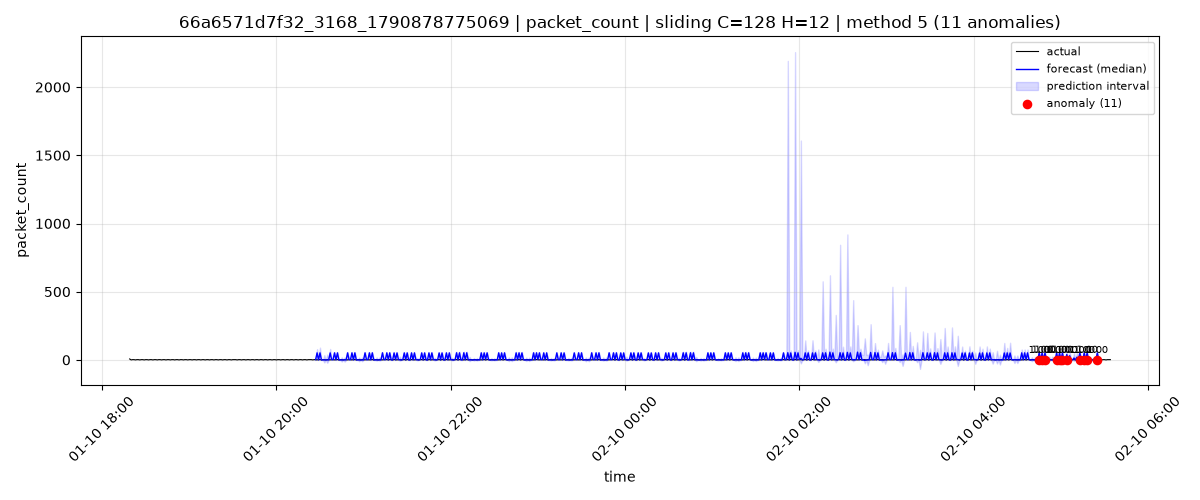 66a6571d7f32_3168_1790878775069 | packet_count | sliding C=128 H=12 | method 5 (11 anomalies)
actual
forecast (median)
prediction interval
anomaly (11)
packet_count
2000
1500
1000
500
0
01-10 18:00
01-10 20:00
01-10 22:00
02-10 00:00
02-10 02:00
02-10 04:00
02-10 06:00
time